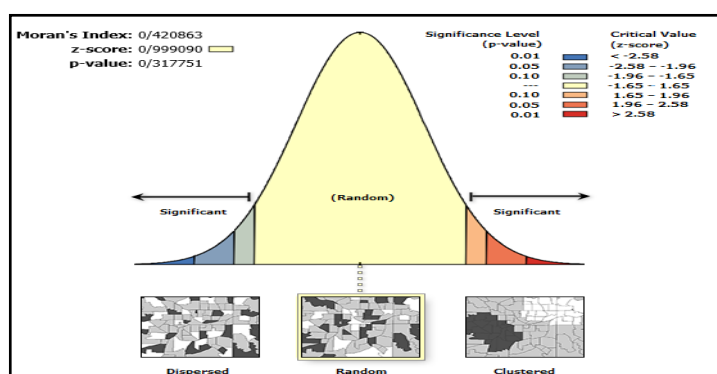 Moran's Index: 0/420863
z-score: 0/999090
p-value: 0/317751
Significance Level (p-value)
Critical Value (z-score)
0.01 < -2.58
0.05 -2.58 – -1.96
0.10 -1.96 – -1.65
--- -1.65 – 1.65
0.10 1.65 – 1.96
0.05 1.96 – 2.58
0.01 > 2.58
Significant
(Random)
Significant
Dispersed
Random
Clustered